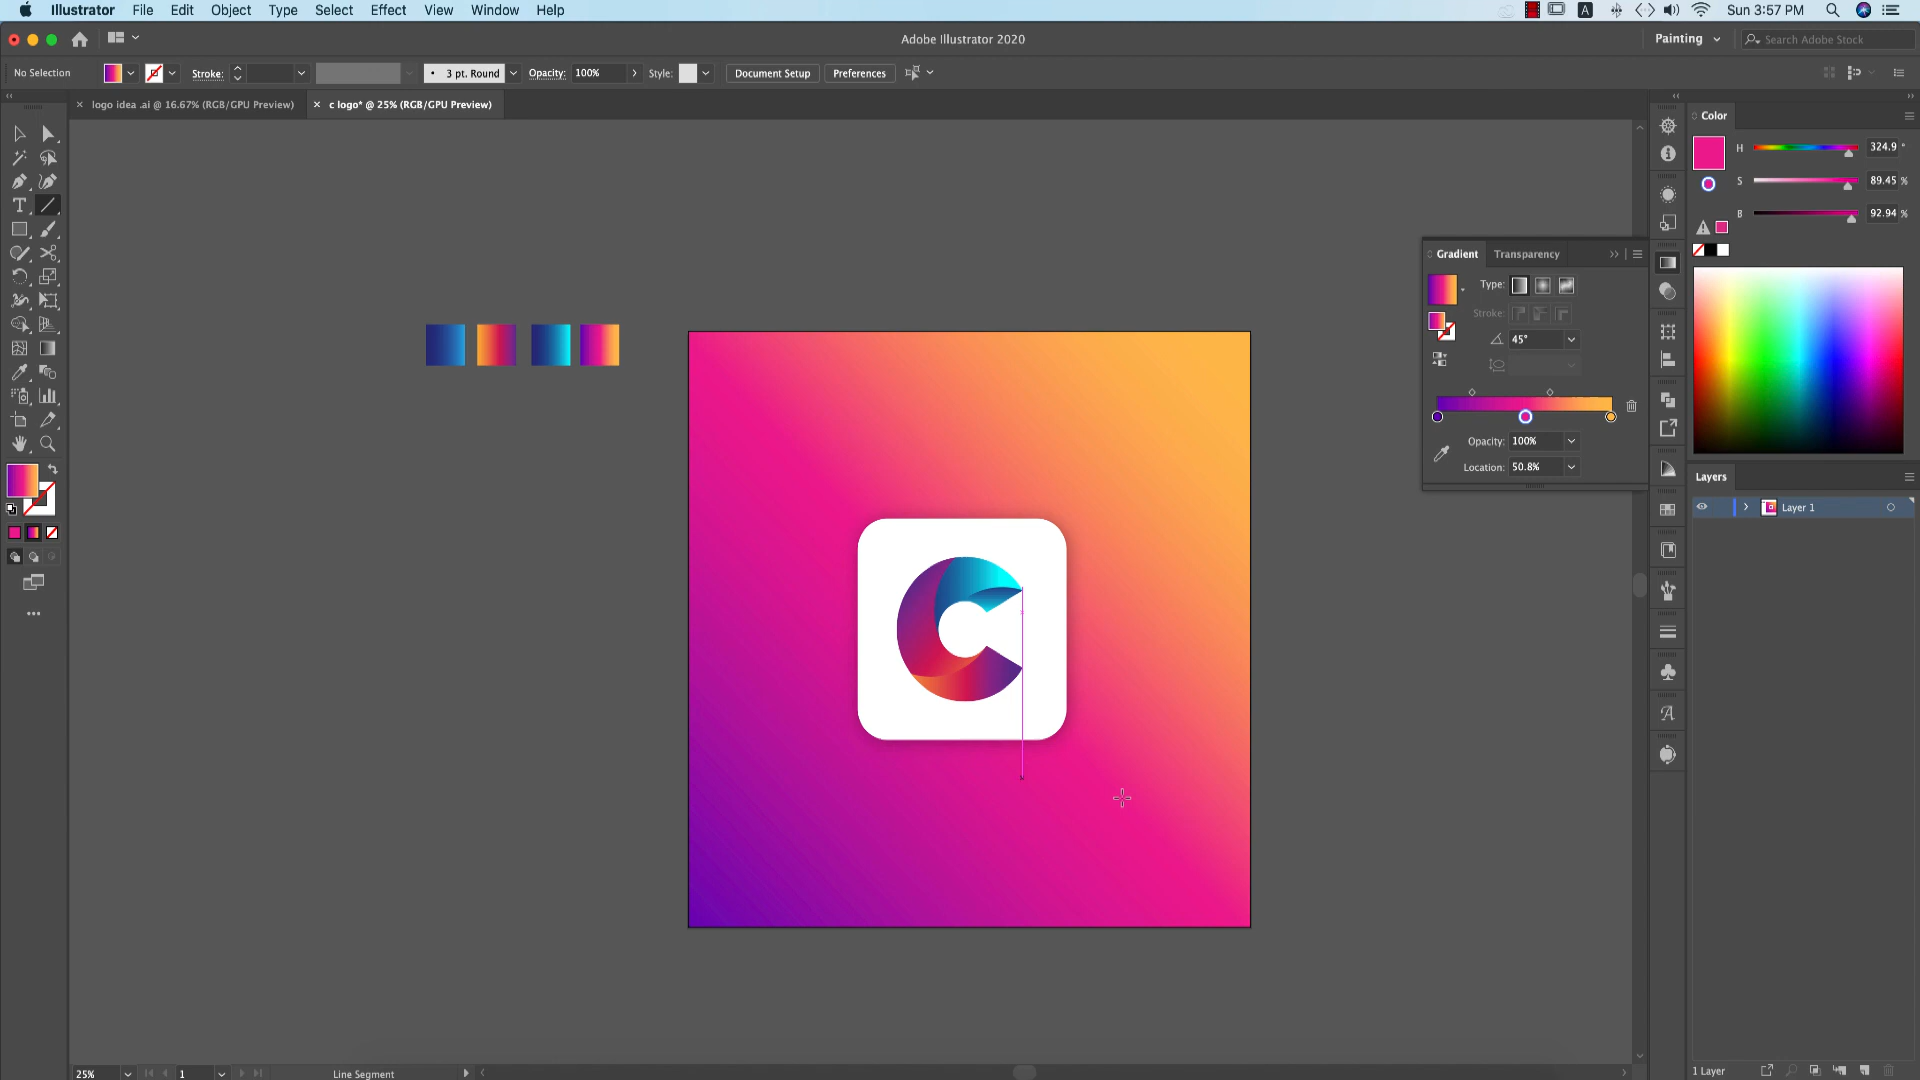 Illustrator File Edit Object Type Select Effect View Window Help
A
Sun 3:57 PM
Adobe Illustrator 2020
Painting
Search Adobe Stock
No Selection
Stroke:
3 pt. Round
Opacity: 100%
Style:
Document Setup
Preferences
logo idea .ai @ 16.67% (RGB/GPU Preview)
c logo* @ 25% (RGB/GPU Preview)
Color
H 324.9 °
S 89.45 %
B 92.94 %
Gradient Transparency
Type:
Stroke:
45°
Opacity: 100%
Location: 50.8%
Layers
Layer 1
C
25%
1
Line Segment
1 Layer